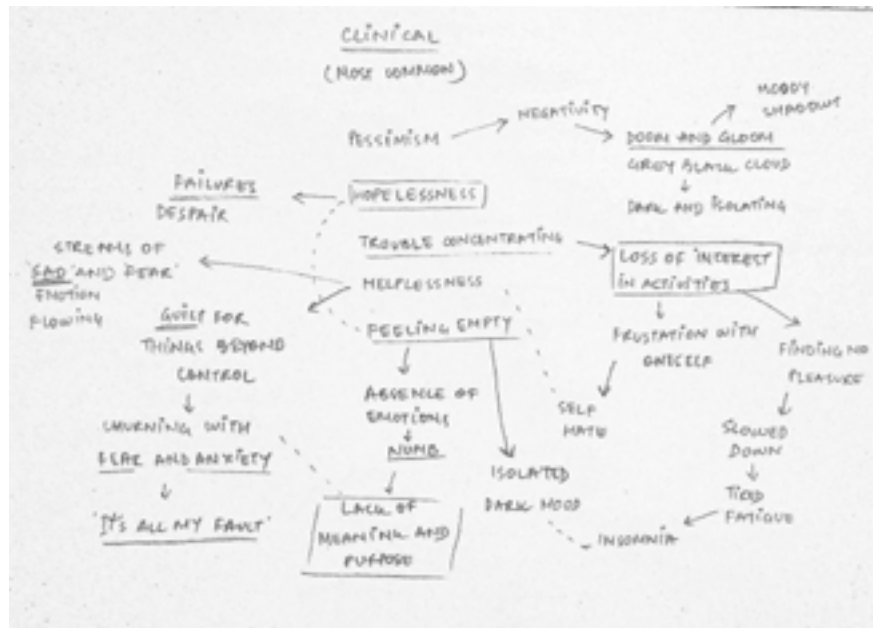 CLINICAL
(MOST COMMON)
MOODY
SHADOWS
NEGATIVITY
PESSIMISM
DOOM AND GLOOM
GREY BLACK CLOUD
DARK AND ISOLATING
FAILURES
DESPAIR
HOPELESSNESS
TROUBLE CONCENTRATING
LOSS OF INTEREST
IN ACTIVITIES
STREAMS OF
'SAD' AND FEAR'
EMOTION
FLOWING
HELPLESSNESS
GUILT FOR
THINGS BEYOND
CONTROL
FEELING EMPTY
FRUSTATION WITH
ONESELF
FINDING NO
PLEASURE
ABSENCE OF
EMOTIONS
NUMB
SELF
HATE
SLOWED
DOWN
CHURNING WITH
FEAR AND ANXIETY
ISOLATED
DARK MOOD
TIRED
FATIGUE
'IT'S ALL MY FAULT'
LACK OF
MEANING AND
PURPOSE
INSOMNIA